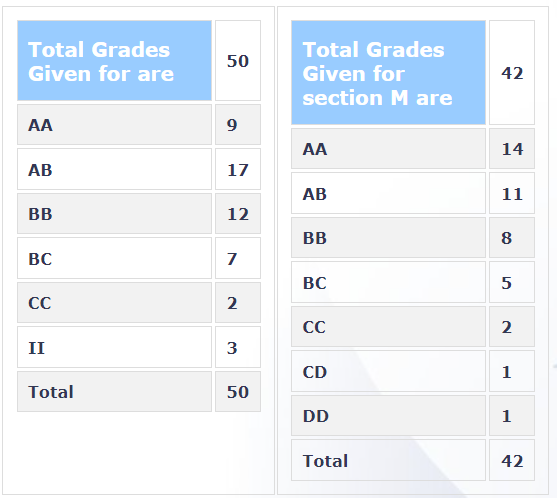 Total Grades
Given for are
50
AA 9
AB 17
BB 12
BC 7
CC 2
II 3
Total 50
Total Grades
Given for
section M are
42
AA 14
AB 11
BB 8
BC 5
CC 2
CD 1
DD 1
Total 42